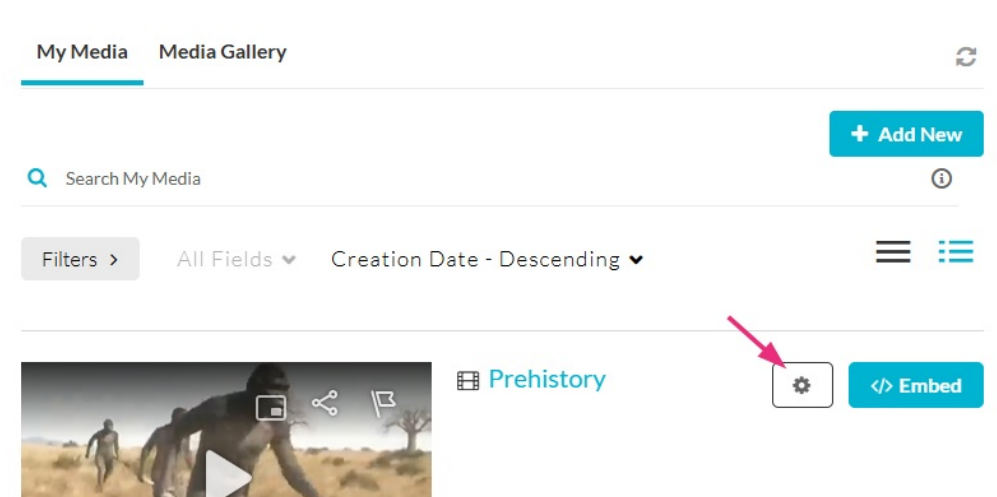 My Media Media Gallery
+ Add New
Search My Media
Filters > All Fields Creation Date - Descending
Prehistory
</> Embed